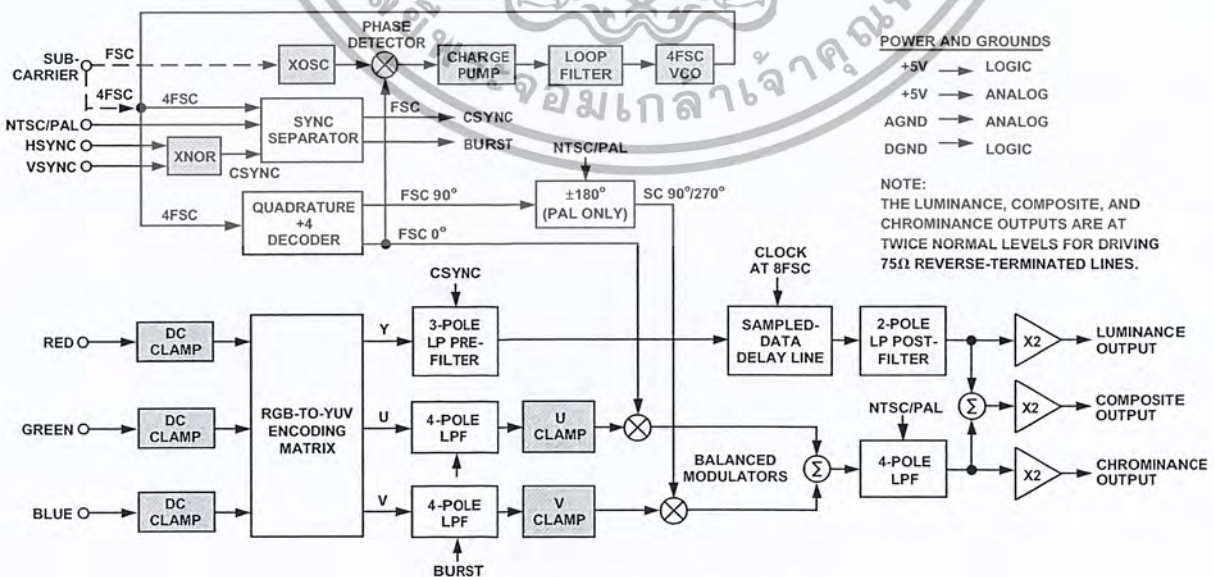 PHASE
DETECTOR
SUB-
CARRIER
FSC
XOSC
CHARGE
PUMP
LOOP
FILTER
4FSC
VCO
POWER AND GROUNDS
+5V LOGIC
+5V ANALOG
AGND ANALOG
DGND LOGIC
4FSC
4FSC
FSC
NTSC/PAL
HSYNC
VSYNC
XNOR
CSYNC
SYNC
SEPARATOR
CSYNC
BURST
NTSC/PAL
4FSC
QUADRATURE
+4
DECODER
FSC 90°
FSC 0°
±180°
(PAL ONLY)
SC 90°/270°
NOTE:
THE LUMINANCE, COMPOSITE, AND
CHROMINANCE OUTPUTS ARE AT
TWICE NORMAL LEVELS FOR DRIVING
75Ω REVERSE-TERMINATED LINES.
CSYNC
CLOCK
AT 8FSC
RED
DC
CLAMP
GREEN
DC
CLAMP
BLUE
DC
CLAMP
RGB-TO-YUV
ENCODING
MATRIX
Y
U
V
3-POLE
LP PRE-
FILTER
4-POLE
LPF
4-POLE
LPF
BURST
U
CLAMP
V
CLAMP
BALANCED
MODULATORS
SAMPLED-
DATA
DELAY LINE
2-POLE
LP POST-
FILTER
Σ
NTSC/PAL
4-POLE
LPF
Σ
X2
LUMINANCE
OUTPUT
X2
COMPOSITE
OUTPUT
X2
CHROMINANCE
OUTPUT